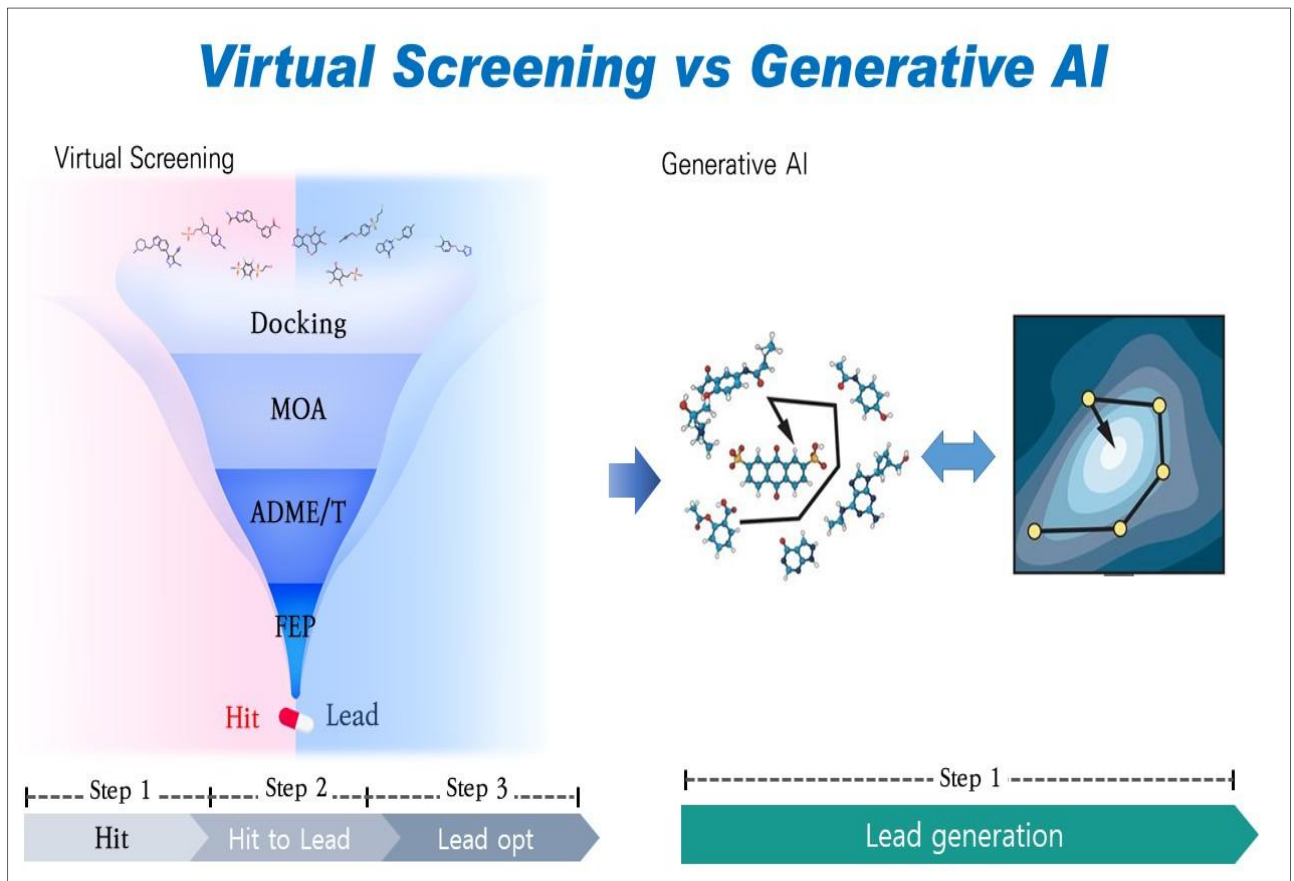 Virtual Screening vs Generative AI
Virtual Screening
Docking
MOA
ADME/T
FEP
Hit Lead
Step 1 Step 2 Step 3
Hit Hit to Lead Lead opt
Generative AI
Step 1
Lead generation